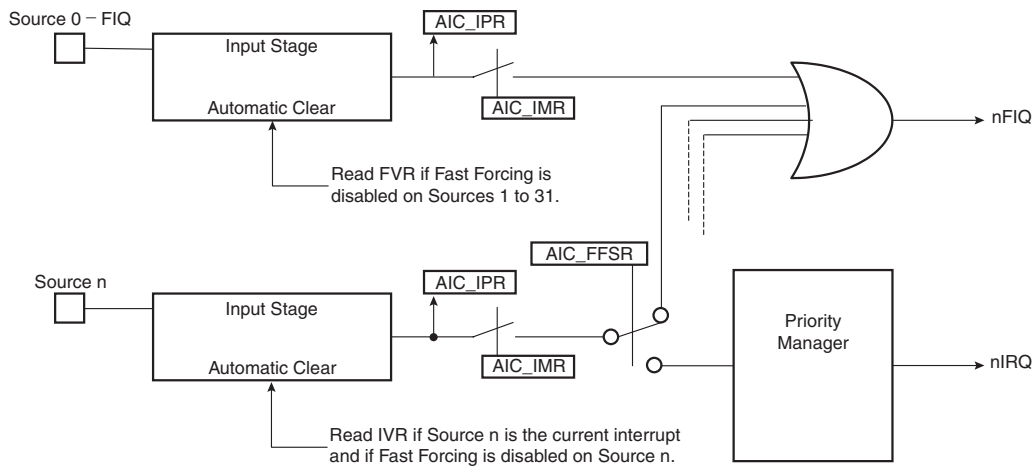 Source 0 – FIQ
AIC_IPR
Input Stage
Automatic Clear
AIC_IMR
nFIQ
Read FVR if Fast Forcing is
disabled on Sources 1 to 31.
AIC_FFSR
Source n
AIC_IPR
Input Stage
Priority
Manager
Automatic Clear
AIC_IMR
nIRQ
Read IVR if Source n is the current interrupt
and if Fast Forcing is disabled on Source n.